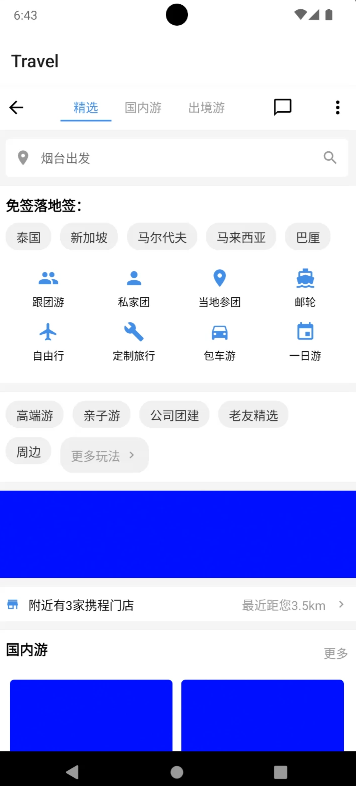 6:43
Travel
精选 国内游 出境游
烟台出发
免签落地签：
泰国 新加坡 马尔代夫 马来西亚 巴厘
跟团游 私家团 当地参团 邮轮
自由行 定制旅行 包车游 一日游
高端游 亲子游 公司团建 老友精选
周边 更多玩法
附近有3家携程门店 最近距您3.5km
国内游 更多